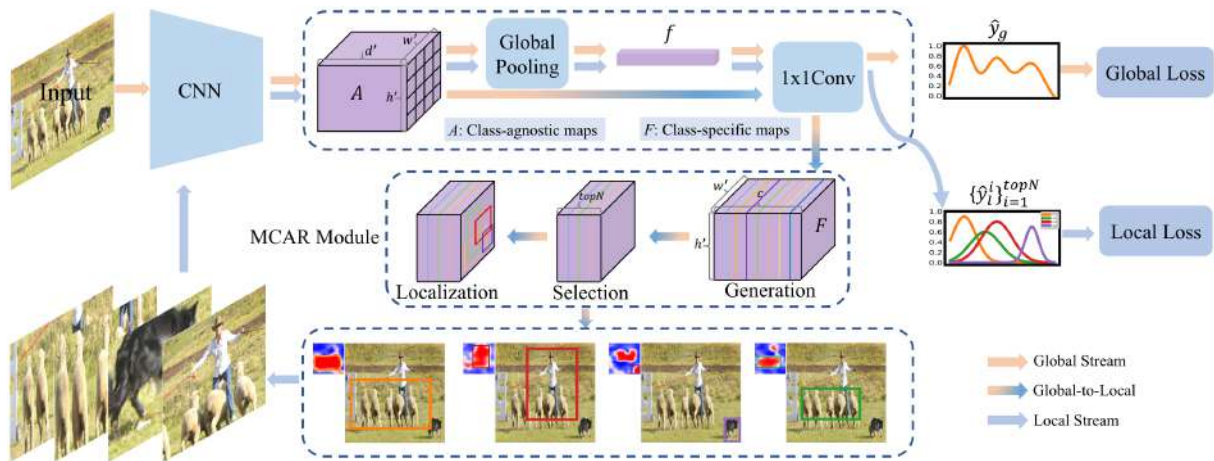 Input
CNN
d'
w'
h'
A
Global
Pooling
f
1x1Conv
A: Class-agnostic maps
F: Class-specific maps
ŷ_g
1.0
0.8
0.6
0.4
0.2
0.0
Global Loss
{ŷ_l^i}_{i=1}^{topN}
1.0
0.8
0.6
0.4
0.2
0.0
Local Loss
MCAR Module
topN
w'
c
h'
F
Localization
Selection
Generation
Global Stream
Global-to-Local
Local Stream